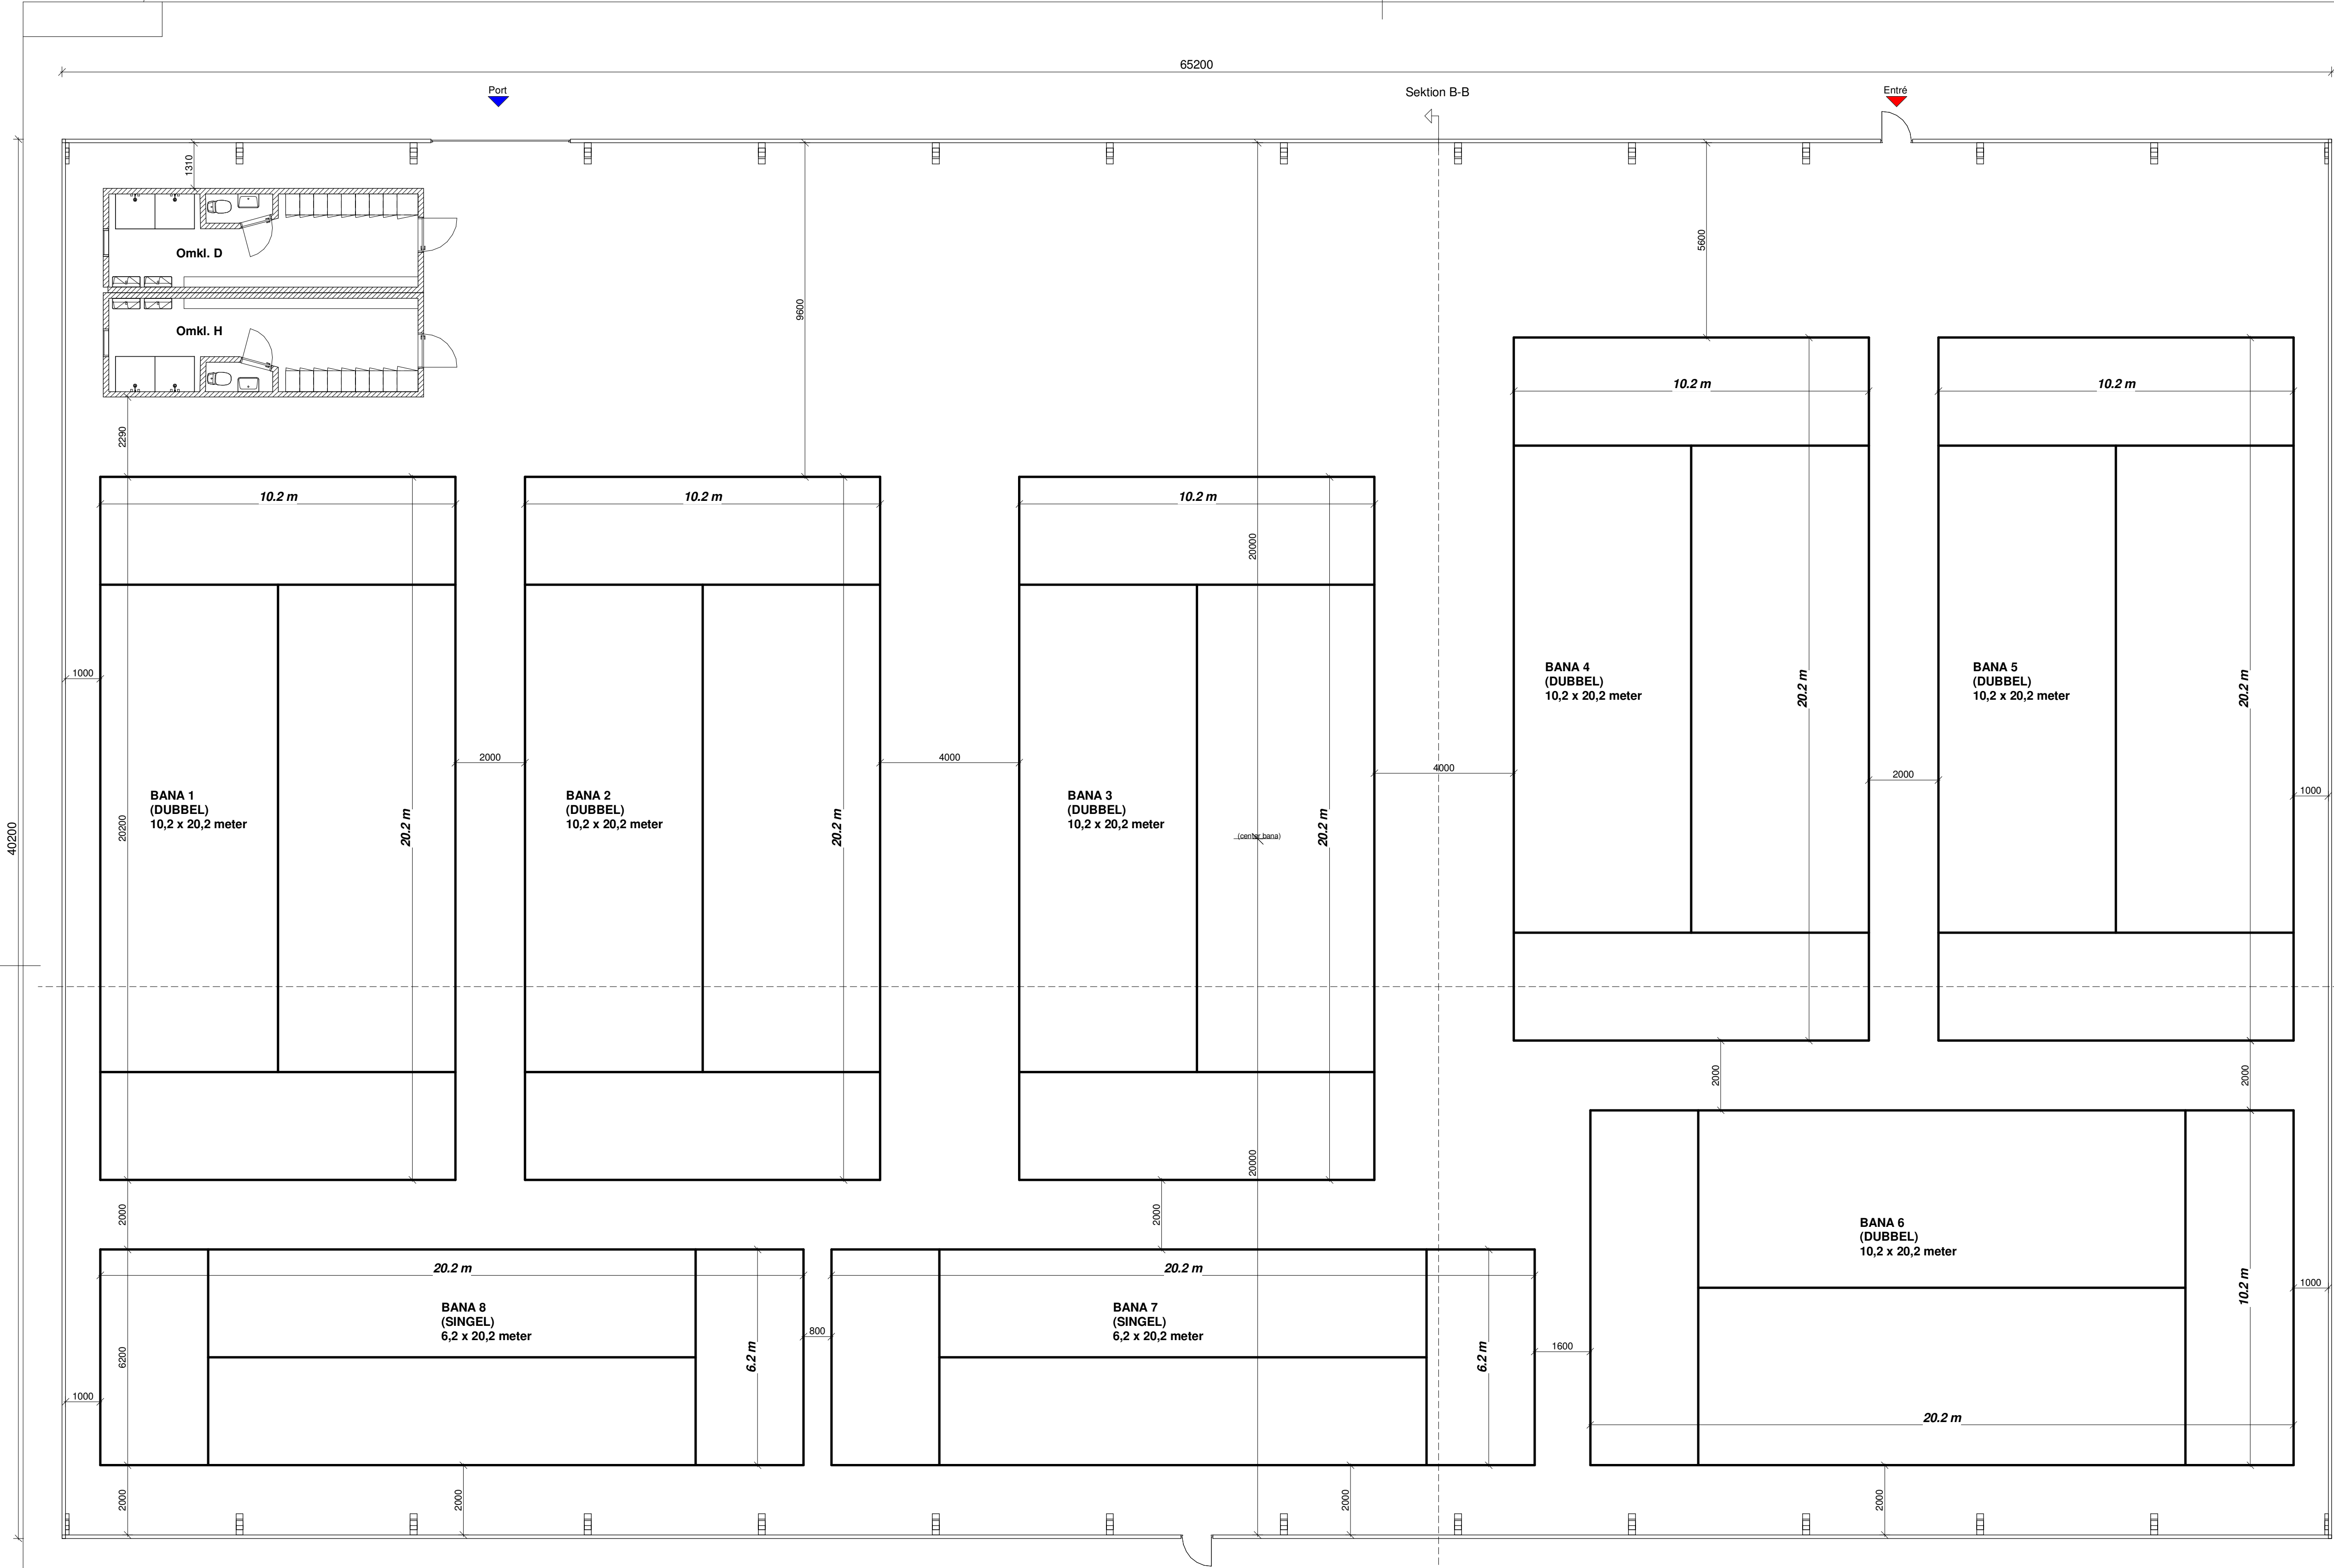 65200
Port
Sektion B-B
Entré
1310
5600
Omkl. D
9600
Omkl. H
10.2 m
10.2 m
2290
10.2 m
10.2 m
10.2 m
20000
BANA 4
(DUBBEL)
10,2 x 20,2 meter
20.2 m
BANA 5
(DUBBEL)
10,2 x 20,2 meter
20.2 m
1000
2000
4000
4000
2000
1000
40200
BANA 1
(DUBBEL)
10,2 x 20,2 meter
20200
20.2 m
BANA 2
(DUBBEL)
10,2 x 20,2 meter
20.2 m
BANA 3
(DUBBEL)
10,2 x 20,2 meter
(center bana)
20.2 m
2000
2000
20000
2000
2000
BANA 6
(DUBBEL)
10,2 x 20,2 meter
10.2 m
1000
20.2 m
20.2 m
20.2 m
BANA 8
(SINGEL)
6,2 x 20,2 meter
6.2 m
800
BANA 7
(SINGEL)
6,2 x 20,2 meter
6.2 m
1600
6200
1000
2000
2000
2000
2000